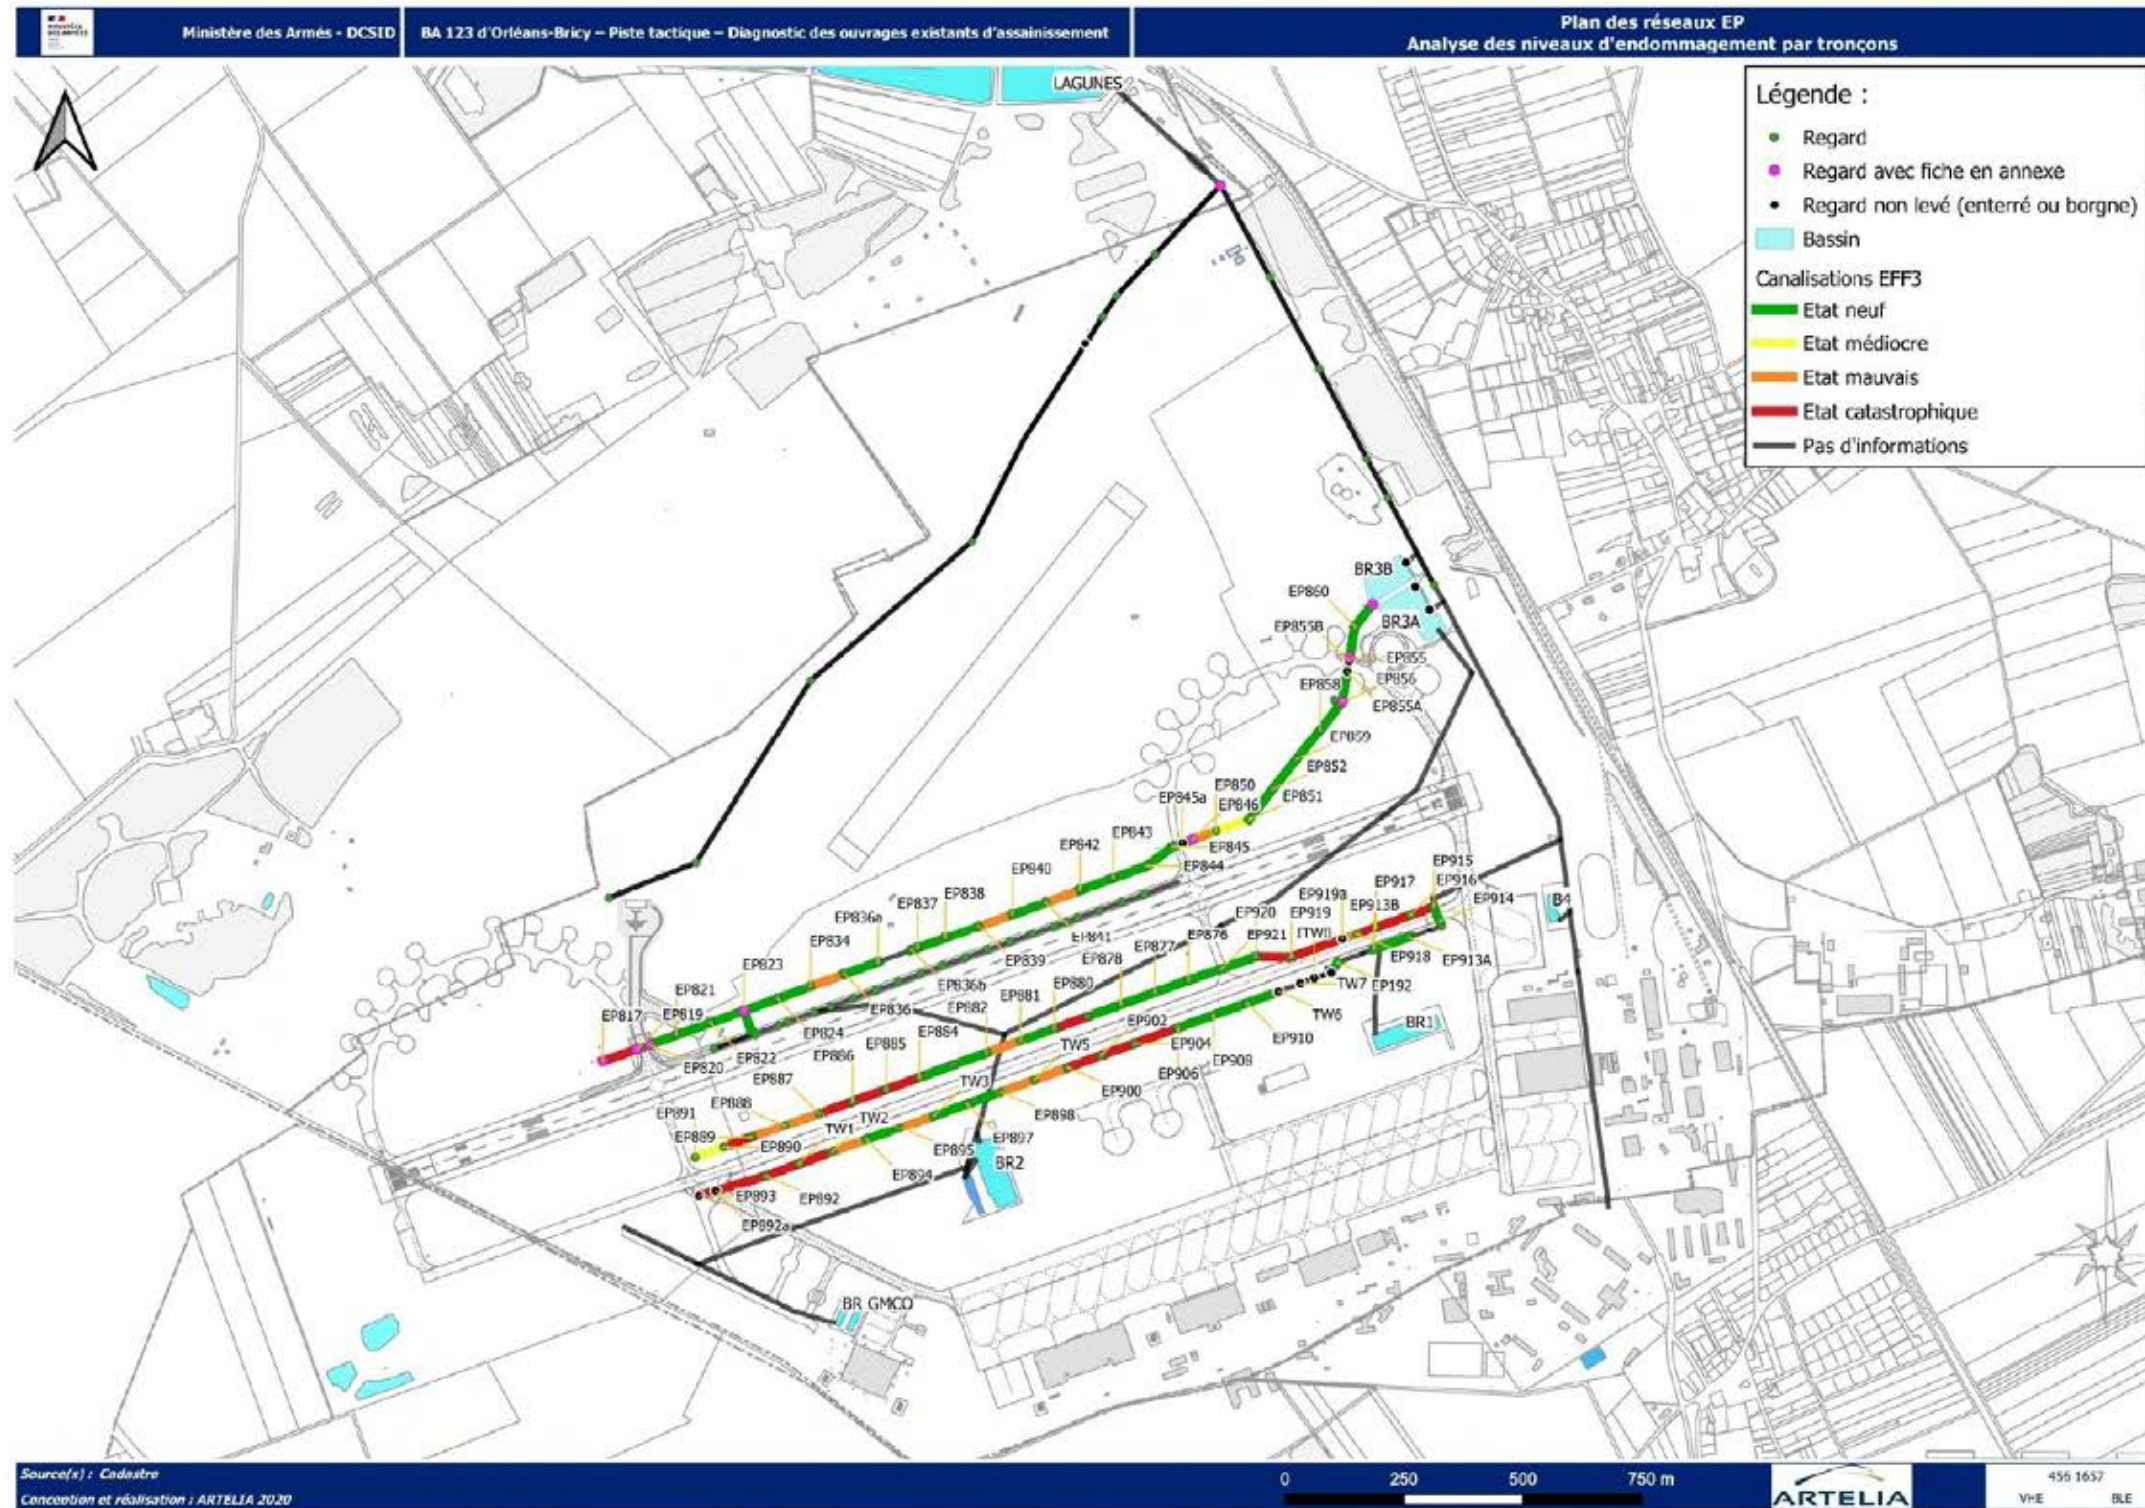 Ministère des Armés - DCSID
BA 123 d'Orléans-Bricy – Piste tactique – Diagnostic des ouvrages existants d'assainissement
Plan des réseaux EP
Analyse des niveaux d'endommagement par tronçons
LAGUNES
Légende :
Regard
Regard avec fiche en annexe
Regard non levé (enterré ou borgne)
Bassin
Canalisations EFF3
Etat neuf
Etat médiocre
Etat mauvais
Etat catastrophique
Pas d'informations
BR3B
EP860
BR3A
EP855B
EP855
EP858
EP856
EP855A
EP859
EP852
EP850
EP845a
EP846
EP851
EP843
EP842
EP845
EP844
EP840
EP915
EP917
EP916
EP838
EP919a
EP914
EP837
EP913B
B4
EP836a
EP920
EP919
EP841
EP876
EP921
EP834
EP877
EP839
EP918
EP913A
EP823
EP878
EP836b
TW7
EP192
EP821
EP880
EP881
EP817
EP819
EP836
EP882
TW6
EP902
BR1
EP824
EP884
EP910
EP822
EP886
EP885
TW5
EP904
EP820
EP908
EP887
EP906
TW3
EP900
EP888
EP891
TW2
EP898
EP889
TW1
EP890
EP897
EP895
BR2
EP894
EP893
EP892
EP892a
BR GMCO
Source(s) : Cadastre
Conception et réalisation : ARTELIA 2020
0 250 500 750 m
ARTELIA
456 1657
VHE BLE